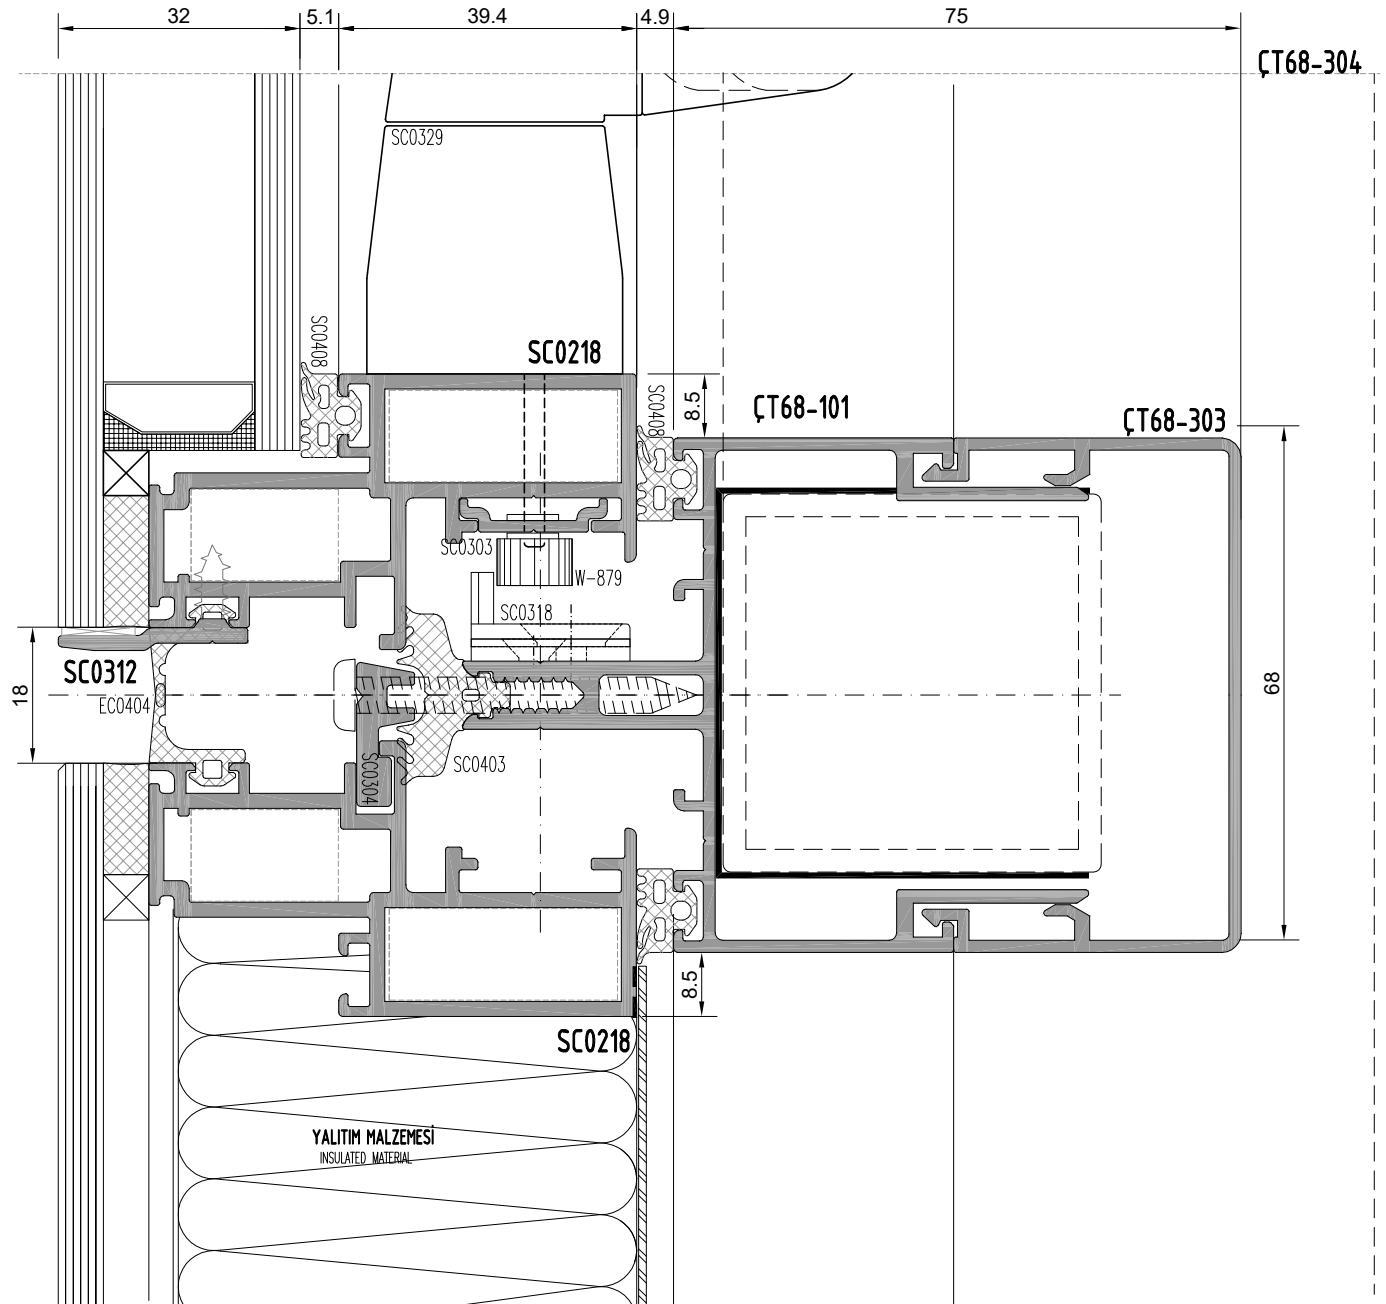 32 5.1 39.4 4.9 75
ÇT68-304
SC0329
SC0408
SC0218
SC0408
8.5
ÇT68-101
ÇT68-303
SC0303
W-879
SC0318
SC0312
EC0404
18
68
SC0403
SC0304
8.5
SC0218
YALITIM MALZEMESİ
INSULATED MATERIAL